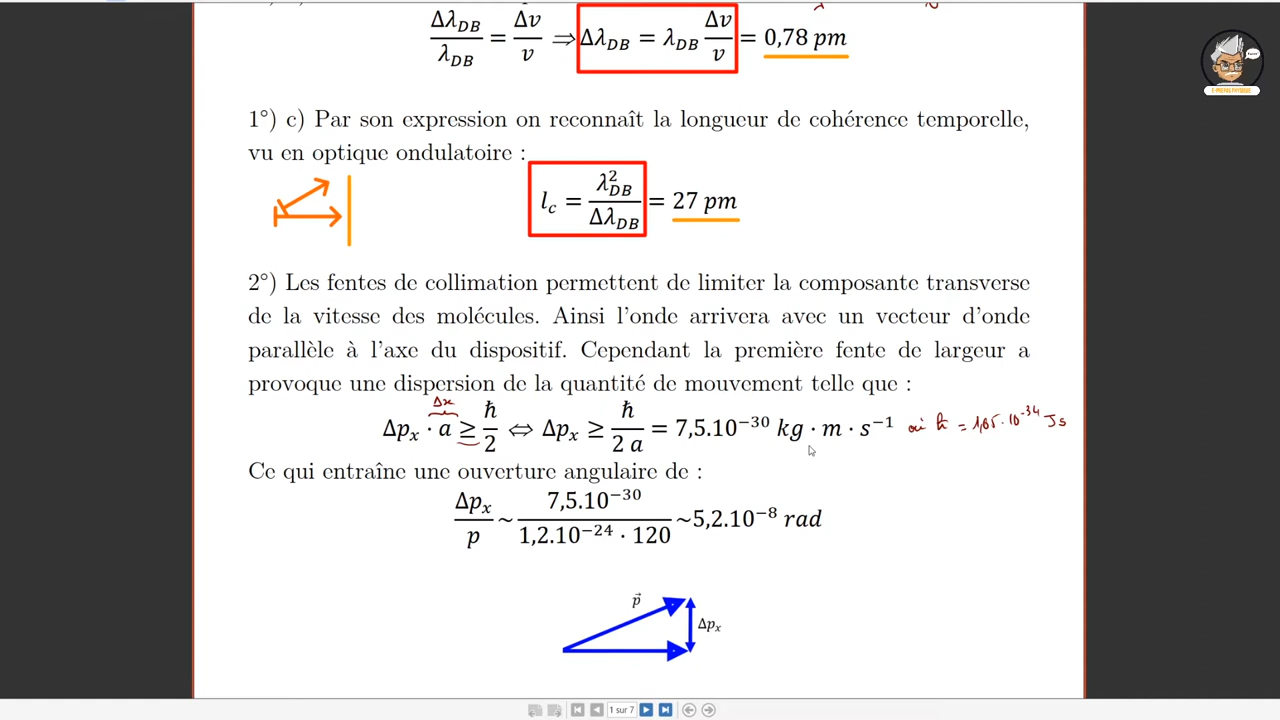 Δλ_DB / λ_DB = Δv / v ⇒ Δλ_DB = λ_DB Δv / v = 0,78 pm
1°) c) Par son expression on reconnaît la longueur de cohérence temporelle,
vu en optique ondulatoire :
l_c = λ²_DB / Δλ_DB = 27 pm
2°) Les fentes de collimation permettent de limiter la composante transverse
de la vitesse des molécules. Ainsi l'onde arrivera avec un vecteur d'onde
parallèle à l'axe du dispositif. Cependant la première fente de largeur a
provoque une dispersion de la quantité de mouvement telle que :
Δx
Δp_x · a ≥ ħ / 2 ⇔ Δp_x ≥ ħ / 2 a = 7,5.10⁻³⁰ kg · m · s⁻¹ où ħ = 1,05.10⁻³⁴ Js
Ce qui entraîne une ouverture angulaire de :
Δp_x / p ~ 7,5.10⁻³⁰ / 1,2.10⁻²⁴ · 120 ~5,2.10⁻⁸ rad
p⃗
Δp_x
1 sur 7